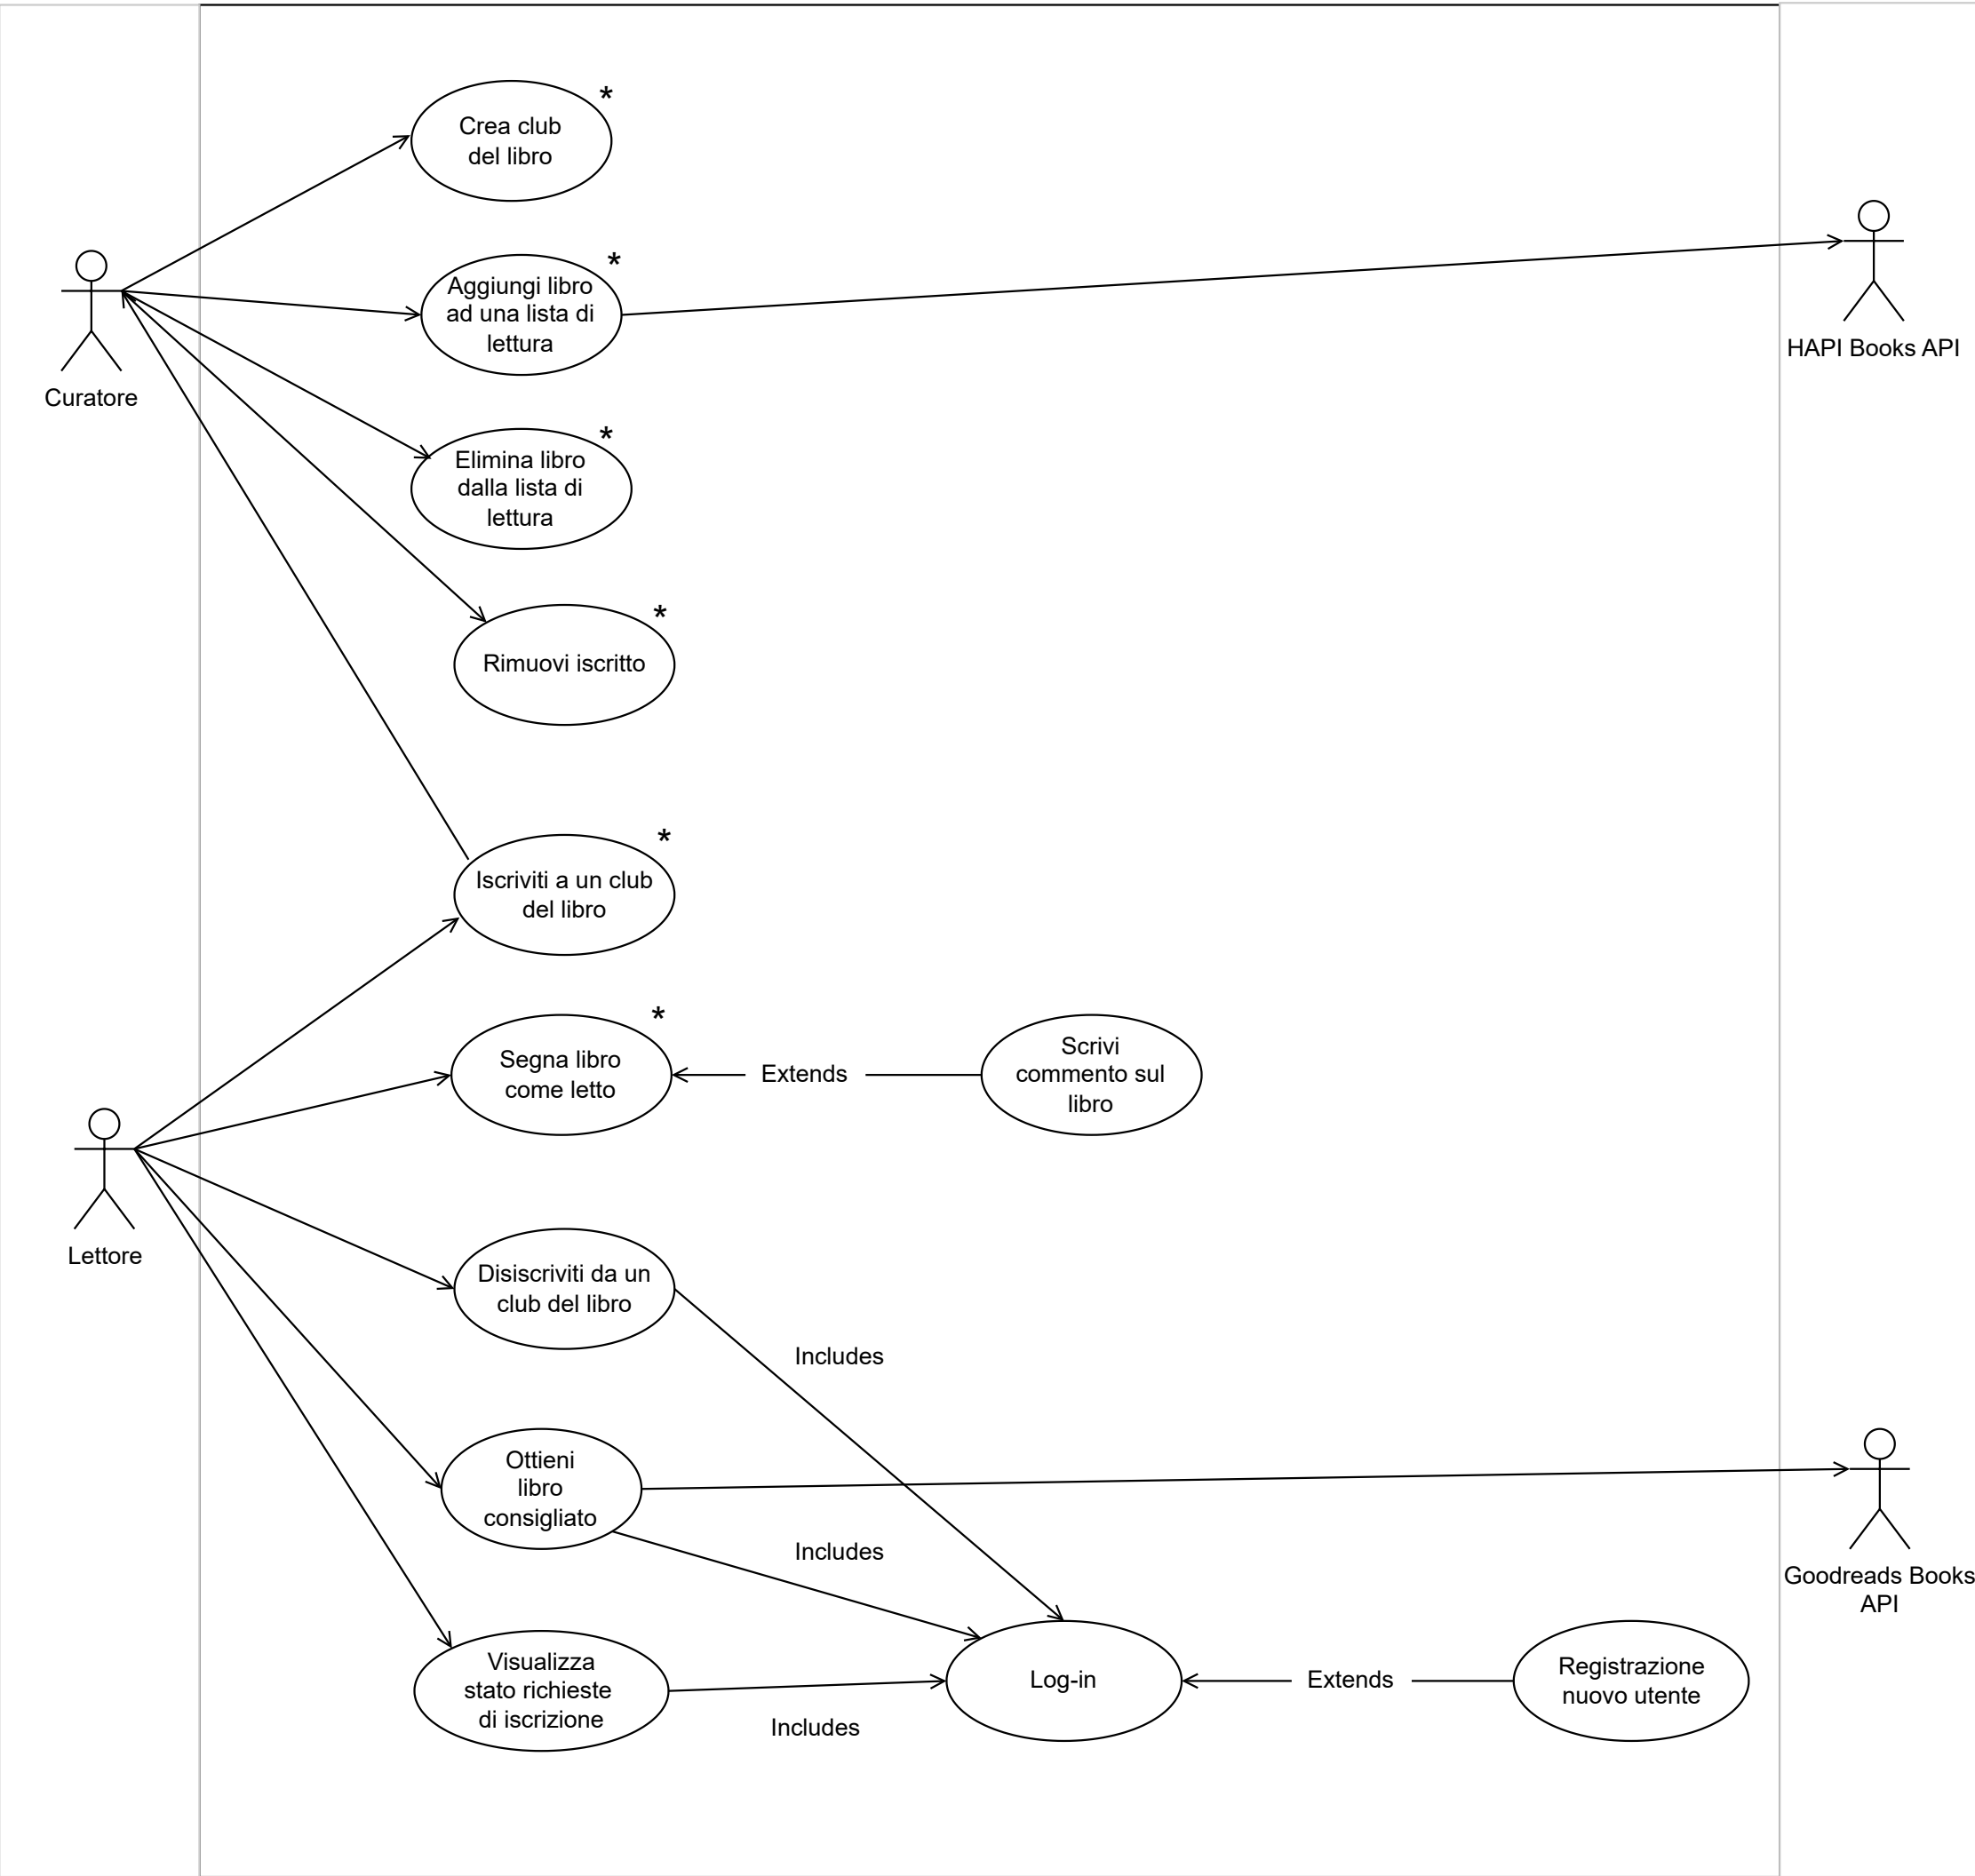 *
Crea club
del libro
*
Aggiungi libro
ad una lista di
lettura
HAPI Books API
Curatore
*
Elimina libro
dalla lista di
lettura
*
Rimuovi iscritto
*
Iscriviti a un club
del libro
*
Segna libro
come letto
Extends
Scrivi
commento sul
libro
Lettore
Disiscriviti da un
club del libro
Includes
Ottieni
libro
consigliato
Includes
Goodreads Books
API
Visualizza
stato richieste
di iscrizione
Includes
Log-in
Extends
Registrazione
nuovo utente